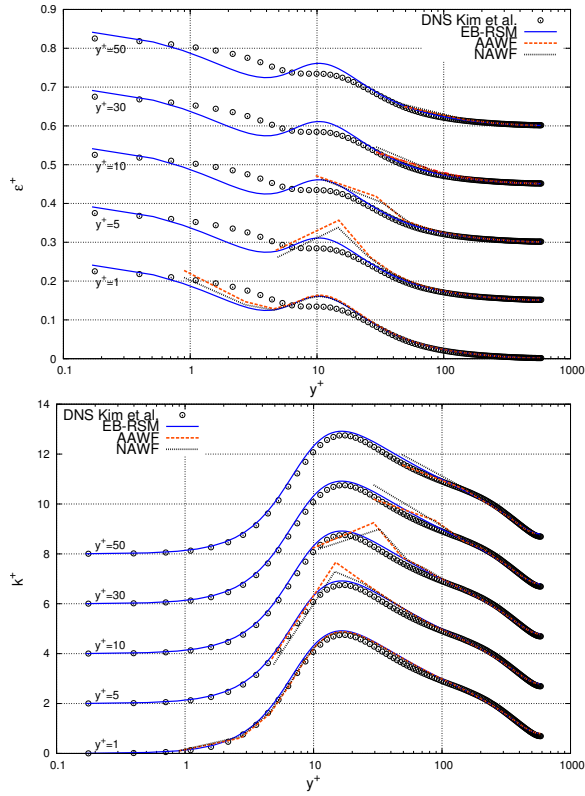 DNS Kim et al.
EB-RSM
AAWF
NAWF
0.9
0.8
0.7
0.6
0.5
0.4
0.3
0.2
0.1
0
ε+
y+=50
y+=30
y+=10
y+=5
y+=1
0.1 1 10 100 1000
y+
DNS Kim et al.
EB-RSM
AAWF
NAWF
14
12
10
8
6
4
2
0
k+
y+=50
y+=30
y+=10
y+=5
y+=1
0.1 1 10 100 1000
y+